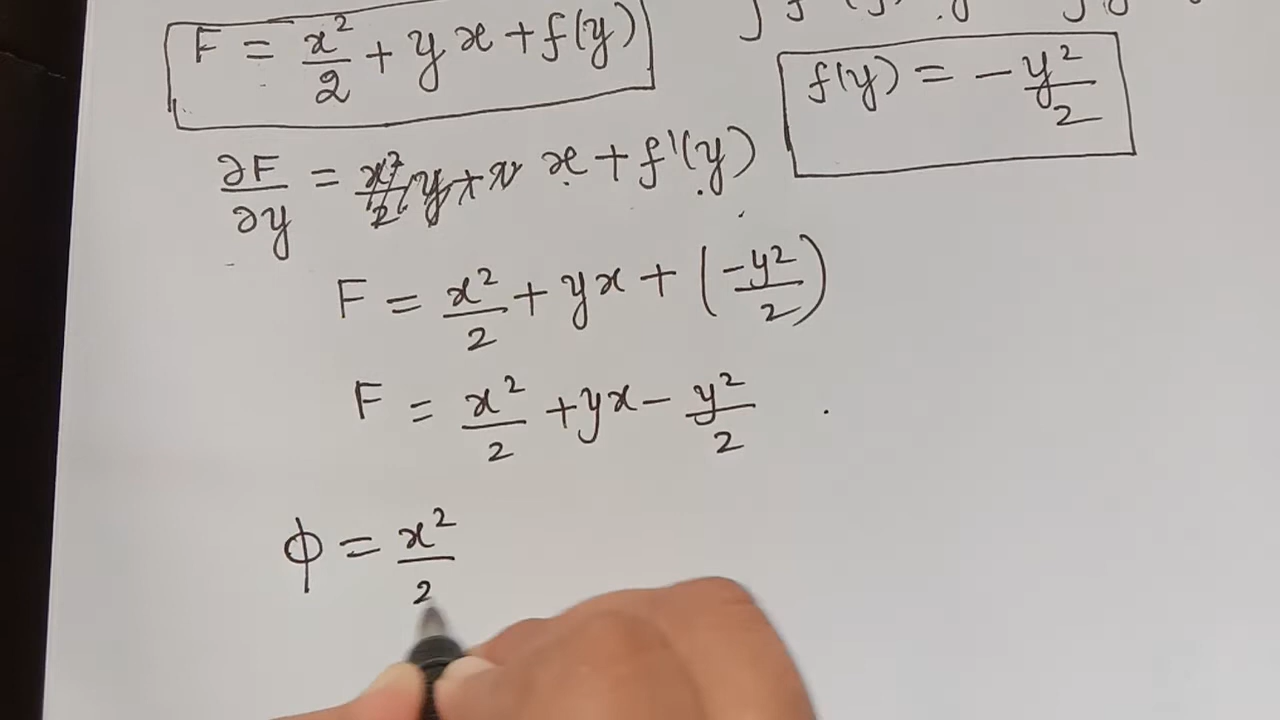 F = x²/2 + yx + f(y)
f(y) = -y²/2
∂F/∂y = x + f'(y)
F = x²/2 + yx + (-y²/2)
F = x²/2 + yx - y²/2
ϕ = x²/2